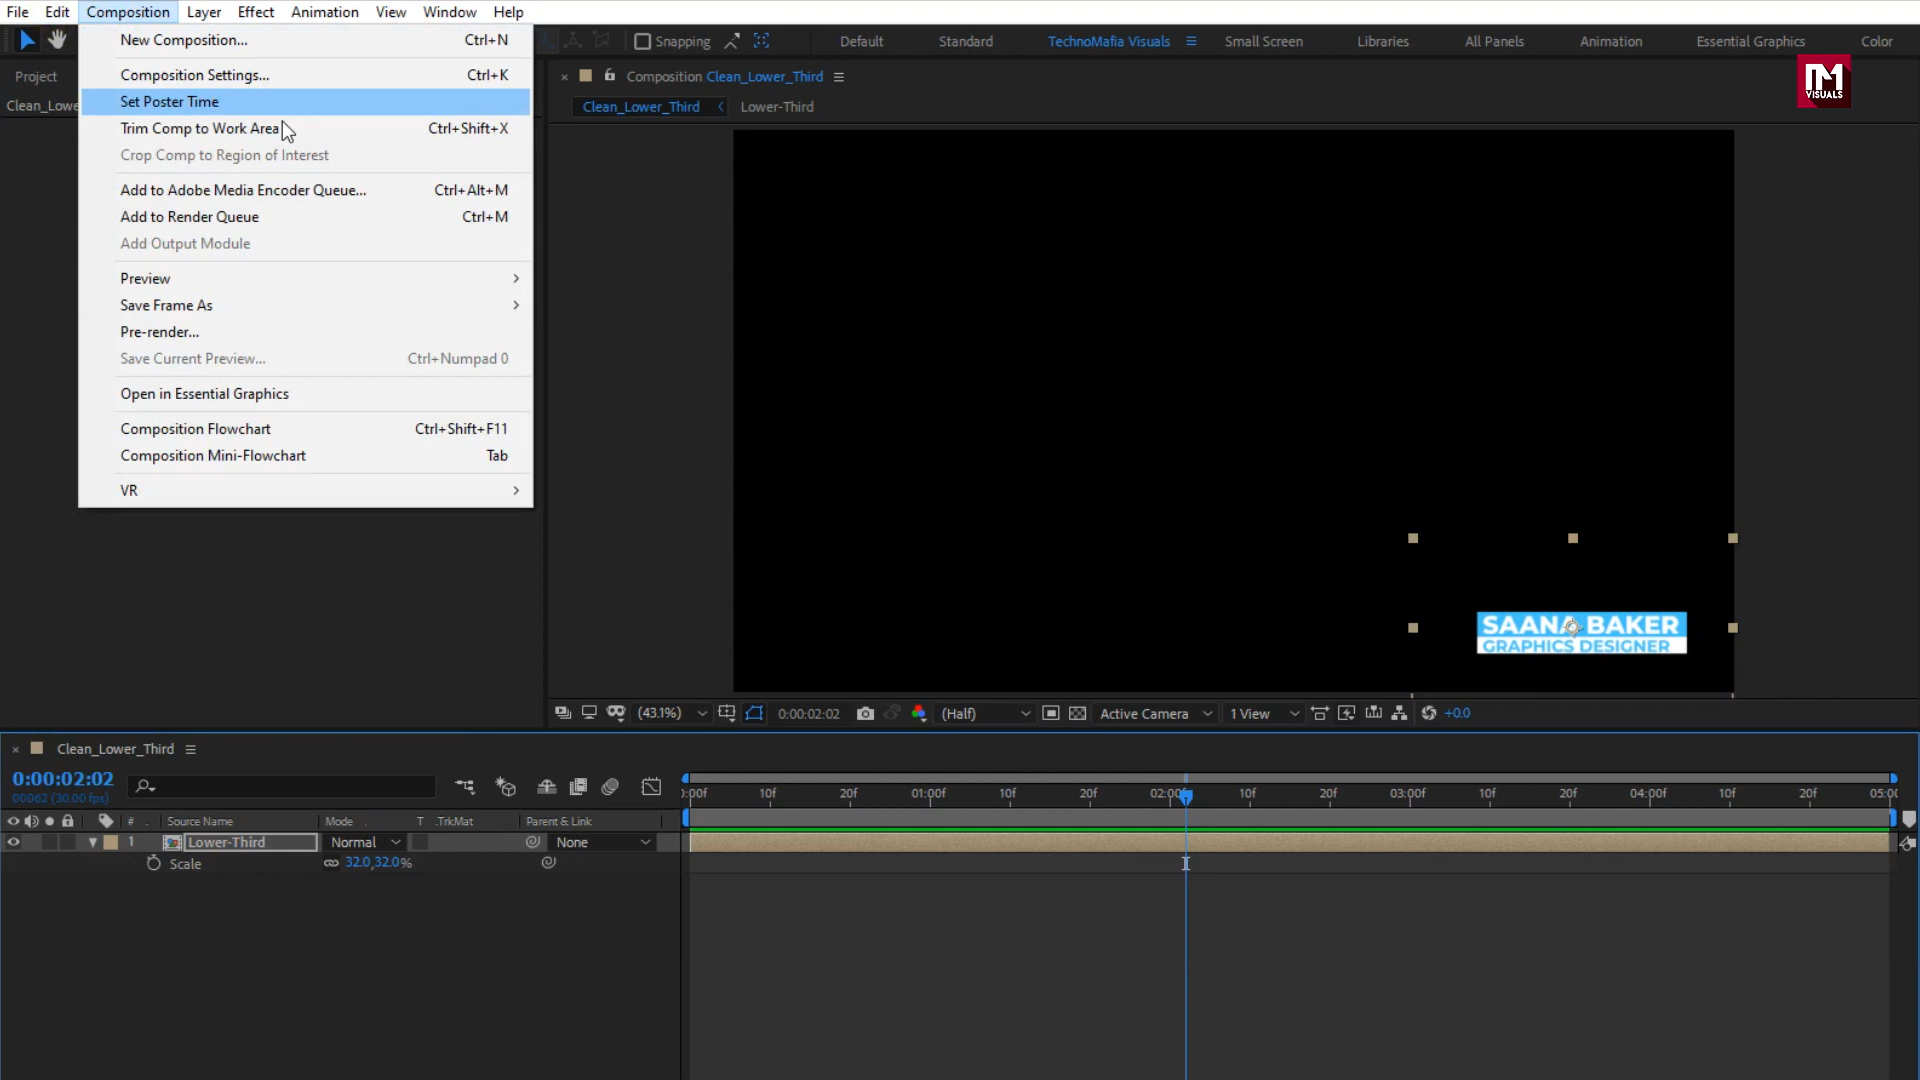 File Edit Composition Layer Effect Animation View Window Help
New Composition... Ctrl+N
Composition Settings... Ctrl+K
Set Poster Time
Trim Comp to Work Area Ctrl+Shift+X
Crop Comp to Region of Interest
Add to Adobe Media Encoder Queue... Ctrl+Alt+M
Add to Render Queue Ctrl+M
Add Output Module
Preview
Save Frame As
Pre-render...
Save Current Preview... Ctrl+Numpad 0
Open in Essential Graphics
Composition Flowchart Ctrl+Shift+F11
Composition Mini-Flowchart Tab
VR
Snapping Default Standard TechnoMafia Visuals Small Screen Libraries All Panels Animation Essential Graphics Color
Project
Clean_Lowe
Composition Clean_Lower_Third
Clean_Lower_Third Lower-Third
VISUALS
SAANA BAKER
GRAPHICS DESIGNER
(43.1%) 0:00:02:02 (Half) Active Camera 1 View +0.0
Clean_Lower_Third
0:00:02:02
00062 (30.00 fps)
:00f 10f 20f 01:00f 10f 20f 02:0 10f 20f 03:00f 10f 20f 04:00f 10f 20f 05:00
# Source Name Mode T .TrkMat Parent & Link
1 Lower-Third Normal None
Scale 32.0,32.0%